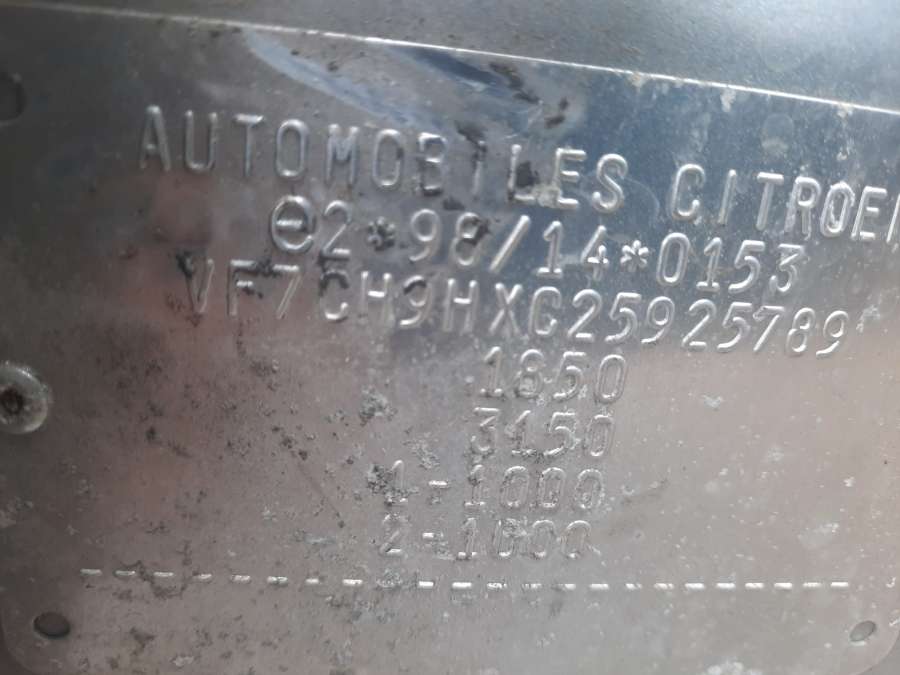 AUTOMOBILES CITROEN
e2*98/14*0153
VF7CH9HXC25925789
1850
3150
1-1000
2-1000
-----------------